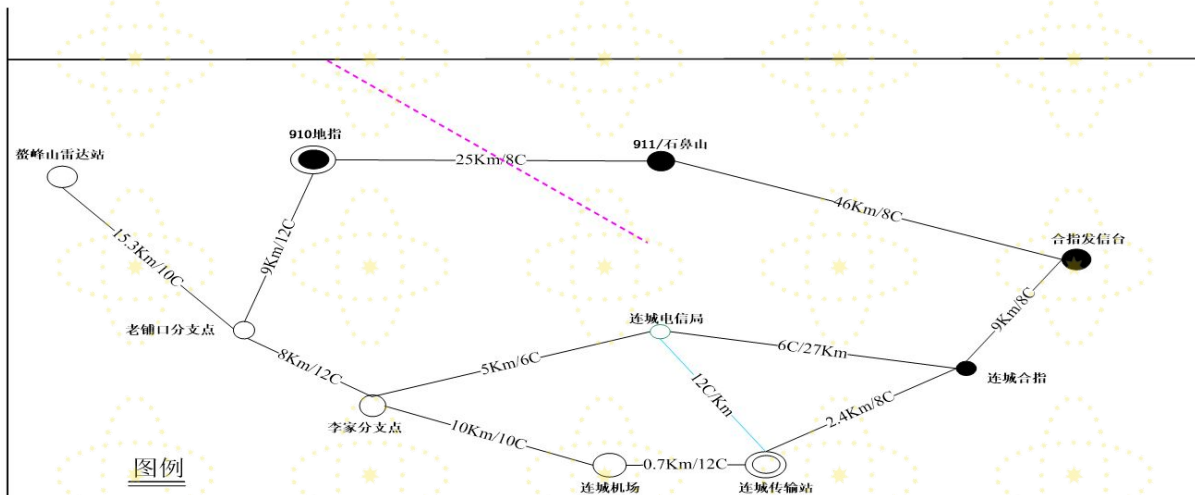 910地指
911/石鼻山
螯峰山雷达站
25Km/8C
46Km/8C
合指发信台
15.3Km/10C
9Km/12C
9Km/8C
老铺口分支点
连城电信局
8Km/12C
5Km/6C
6C/27Km
12C/Km
连城合指
2.4Km/8C
李家分支点
10Km/10C
0.7Km/12C
图例
连城机场
连城传输站